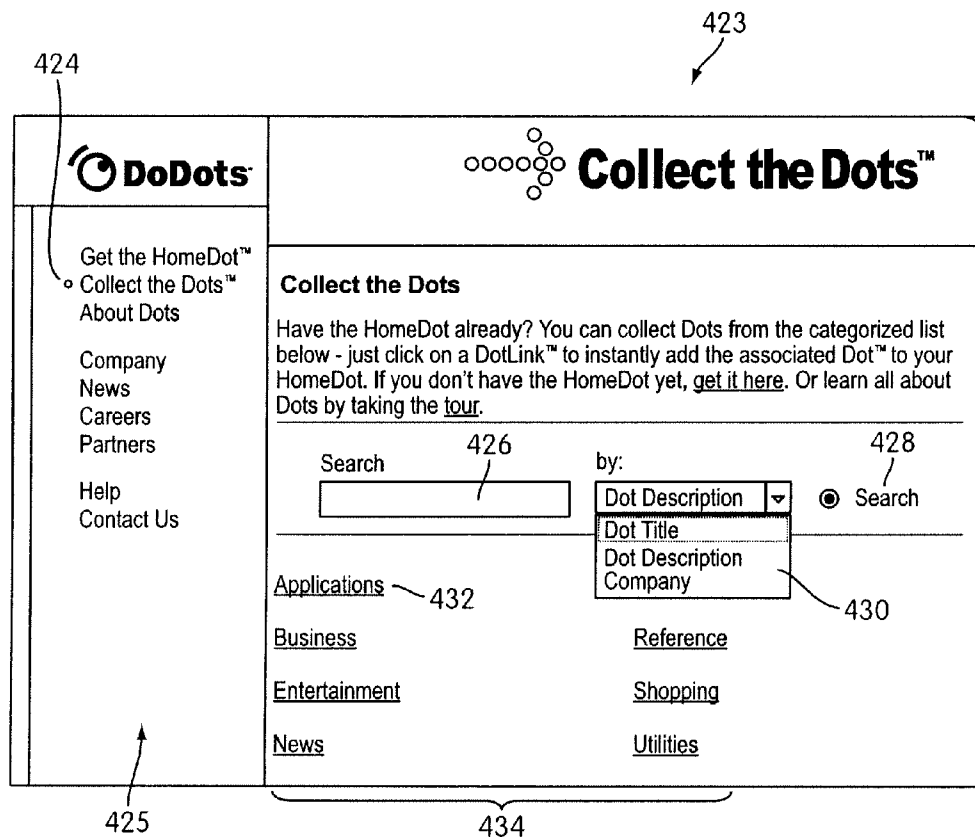 423
424
DoDots
Collect the Dots™
Get the HomeDot™
Collect the Dots™
About Dots
Company
News
Careers
Partners
Help
Contact Us
Collect the Dots
Have the HomeDot already? You can collect Dots from the categorized list
below - just click on a DotLink™ to instantly add the associated Dot™ to your
HomeDot. If you don't have the HomeDot yet, get it here. Or learn all about
Dots by taking the tour.
Search 426 by: 428
Dot Description Search
Dot Title
Dot Description
Company
430
Applications 432
Business Reference
Entertainment Shopping
News Utilities
425 434